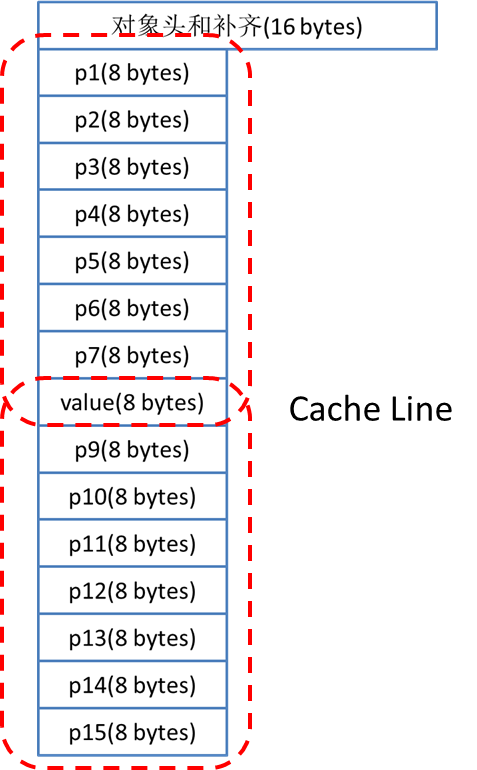 对象头和补齐(16 bytes)
p1(8 bytes)
p2(8 bytes)
p3(8 bytes)
p4(8 bytes)
p5(8 bytes)
p6(8 bytes)
p7(8 bytes)
value(8 bytes)
Cache Line
p9(8 bytes)
p10(8 bytes)
p11(8 bytes)
p12(8 bytes)
p13(8 bytes)
p14(8 bytes)
p15(8 bytes)